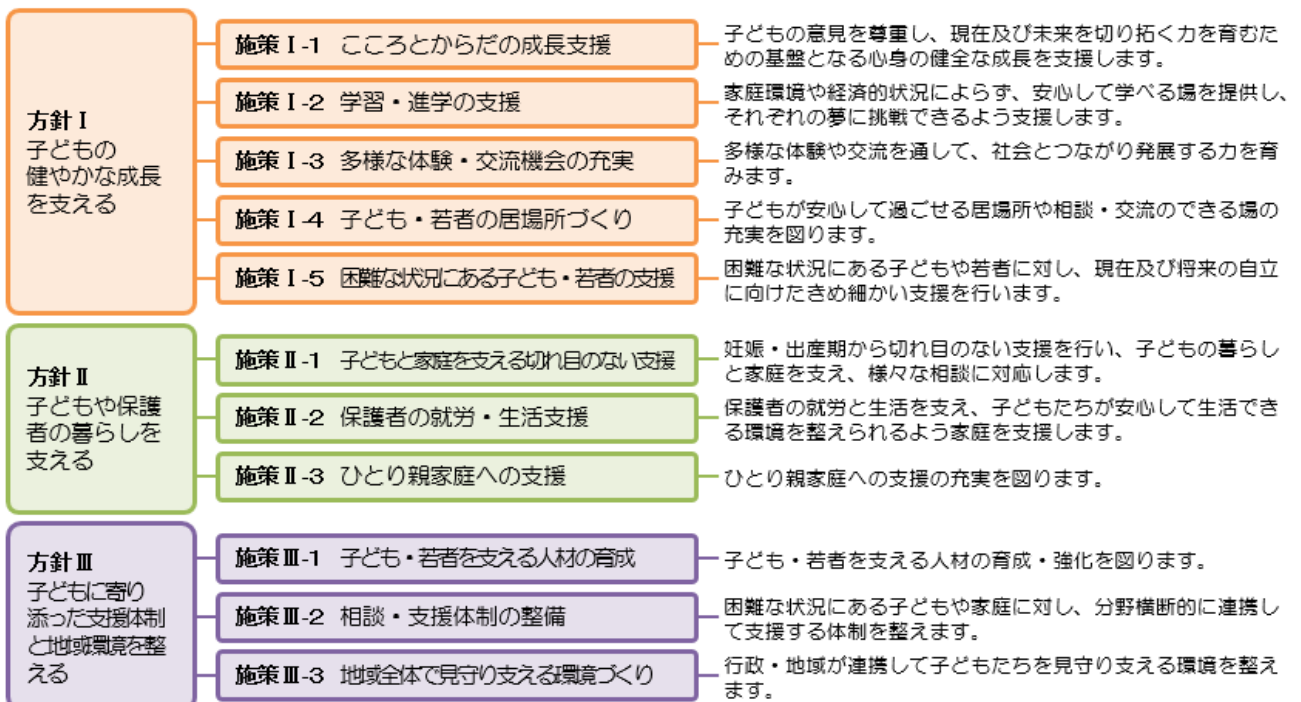 方針Ⅰ
子どもの
健やかな成長
を支える
施策Ⅰ-1 こころとからだの成長支援
子どもの意見を尊重し、現在及び未来を切り拓く力を育むた
めの基盤となる心身の健全な成長を支援します。
施策Ⅰ-2 学習・進学の支援
家庭環境や経済的状況によらず、安心して学べる場を提供し、
それぞれの夢に挑戦できるよう支援します。
施策Ⅰ-3 多様な体験・交流機会の充実
多様な体験や交流を通して、社会とつながり発展する力を育
みます。
施策Ⅰ-4 子ども・若者の居場所づくり
子どもが安心して過ごせる居場所や相談・交流のできる場の
充実を図ります。
施策Ⅰ-5 困難な状況にある子ども・若者の支援
困難な状況にある子どもや若者に対し、現在及び将来の自立
に向けたきめ細かい支援を行います。
方針Ⅱ
子どもや保護
者の暮らしを
支える
施策Ⅱ-1 子どもと家庭を支える切れ目のない支援
妊娠・出産期から切れ目のない支援を行い、子どもの暮らし
と家庭を支え、様々な相談に対応します。
施策Ⅱ-2 保護者の就労・生活支援
保護者の就労と生活を支え、子どもたちが安心して生活でき
る環境を整えられるよう家庭を支援します。
施策Ⅱ-3 ひとり親家庭への支援
ひとり親家庭への支援の充実を図ります。
方針Ⅲ
子どもに寄り
添った支援体制
と地域環境を整
える
施策Ⅲ-1 子ども・若者を支える人材の育成
子ども・若者を支える人材の育成・強化を図ります。
施策Ⅲ-2 相談・支援体制の整備
困難な状況にある子どもや家庭に対し、分野横断的に連携し
て支援する体制を整えます。
施策Ⅲ-3 地域全体で見守り支える環境づくり
行政・地域が連携して子どもたちを見守り支える環境を整え
ます。